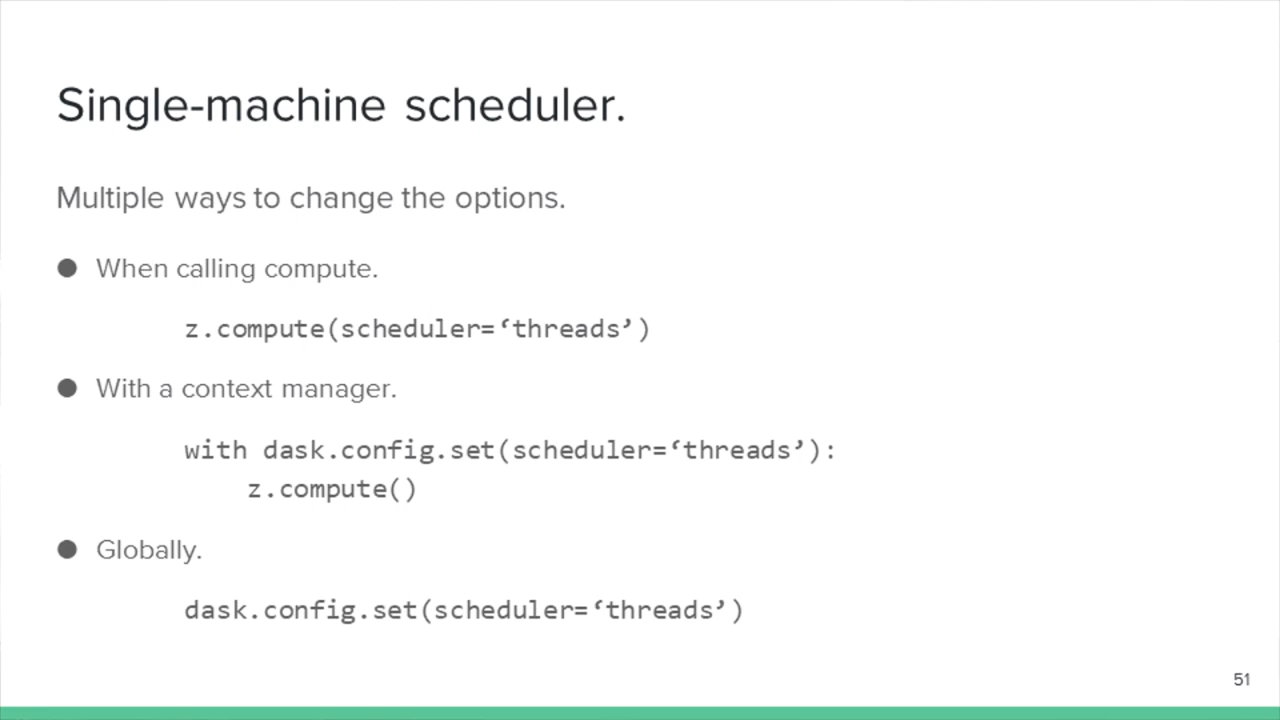 Single-machine scheduler.
Multiple ways to change the options.
● When calling compute.
z.compute(scheduler=‘threads’)
● With a context manager.
with dask.config.set(scheduler=‘threads’):
z.compute()
● Globally.
dask.config.set(scheduler=‘threads’)
51